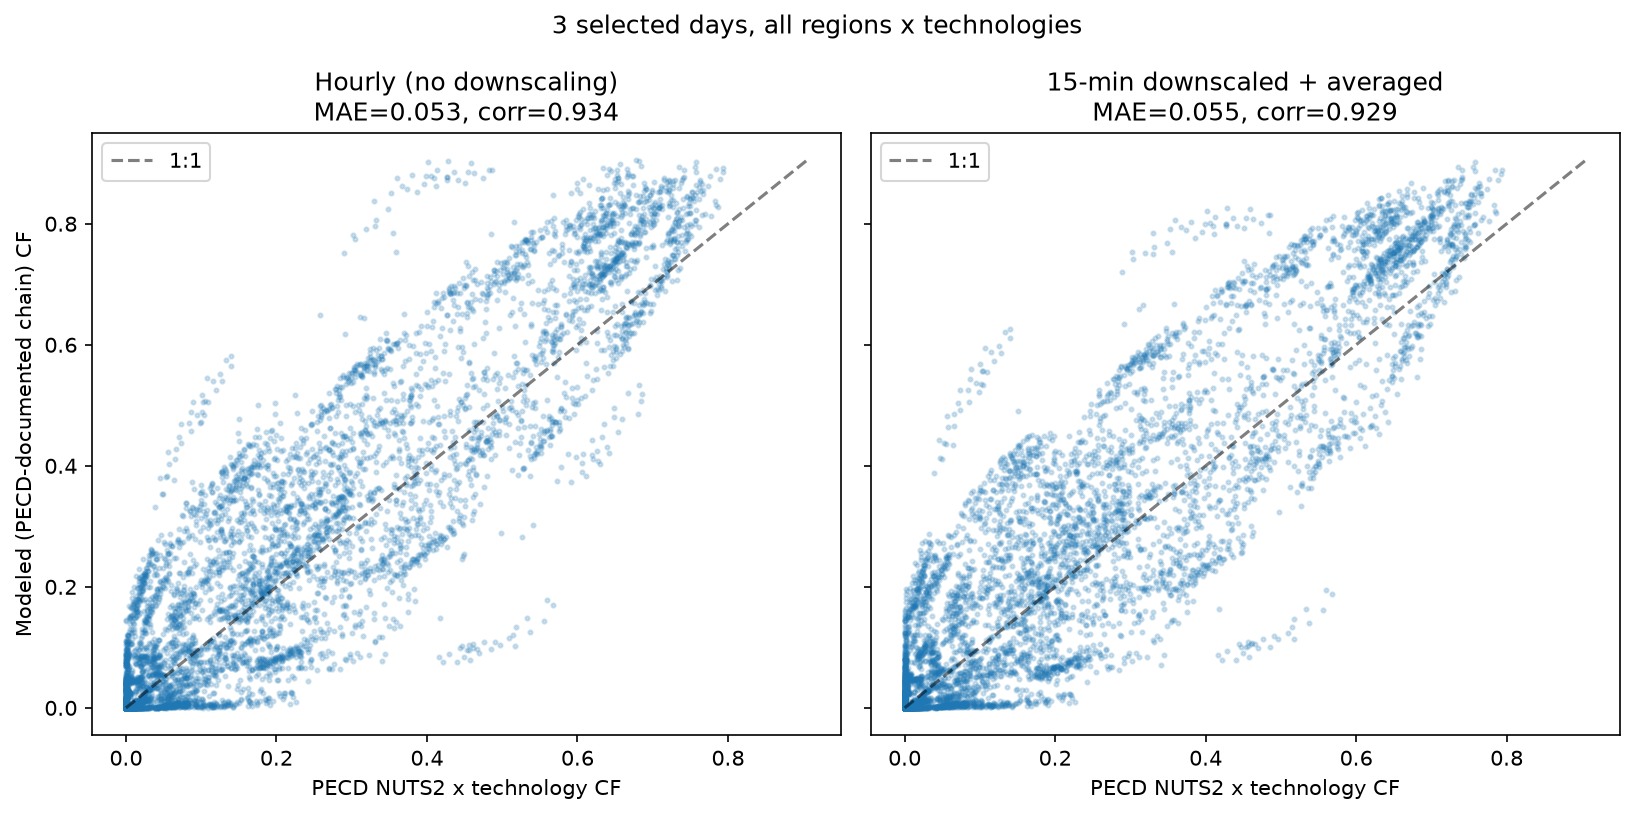 3 selected days, all regions x technologies
Hourly (no downscaling)
MAE=0.053, corr=0.934
1:1
Modeled (PECD-documented chain) CF
0.8
0.6
0.4
0.2
0.0
0.0 0.2 0.4 0.6 0.8
PECD NUTS2 x technology CF
15-min downscaled + averaged
MAE=0.055, corr=0.929
1:1
0.0 0.2 0.4 0.6 0.8
PECD NUTS2 x technology CF